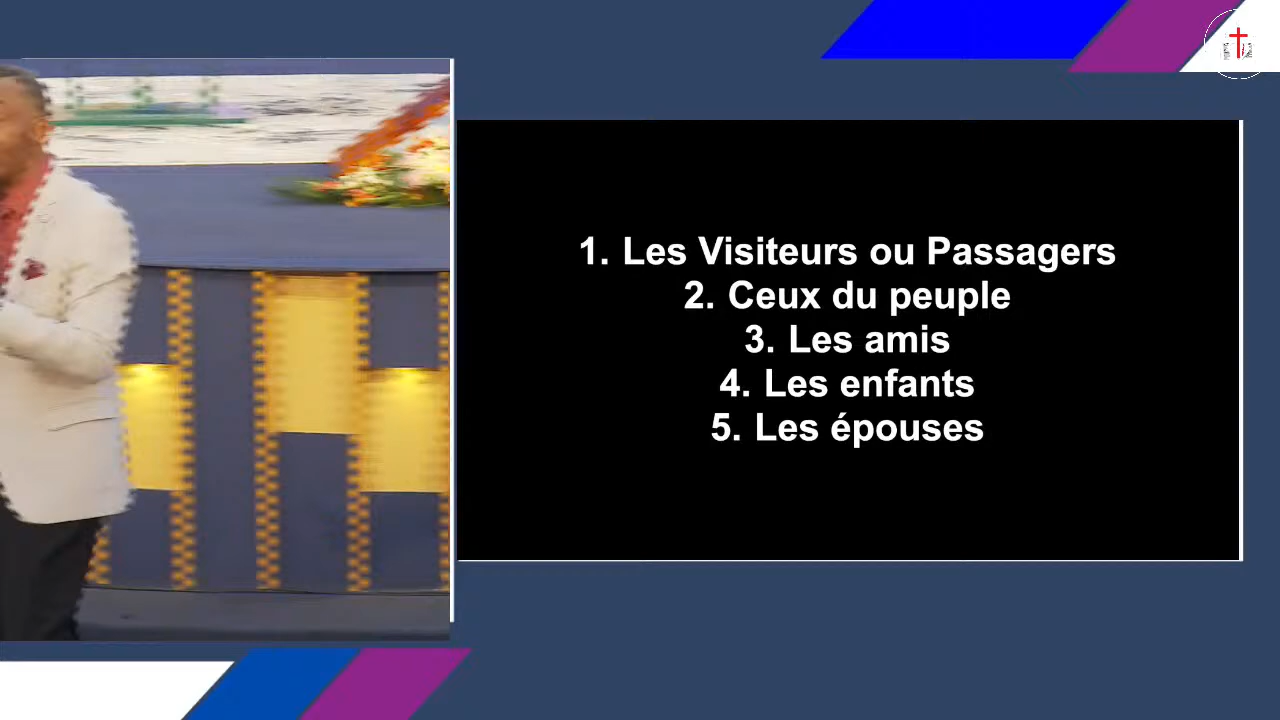 1. Les Visiteurs ou Passagers
2. Ceux du peuple
3. Les amis
4. Les enfants
5. Les épouses